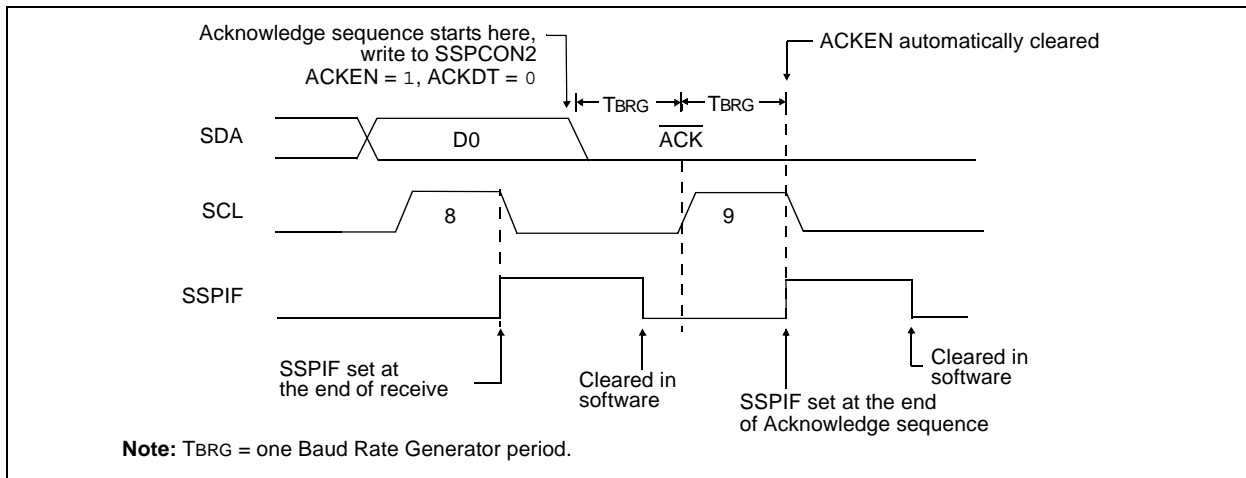 Acknowledge sequence starts here,
write to SSPCON2
ACKEN = 1, ACKDT = 0
ACKEN automatically cleared
TBRG
TBRG
SDA
D0
ACK
SCL
8
9
SSPIF
SSPIF set at
the end of receive
Cleared in
software
SSPIF set at the end
of Acknowledge sequence
Cleared in
software
Note: TBRG = one Baud Rate Generator period.